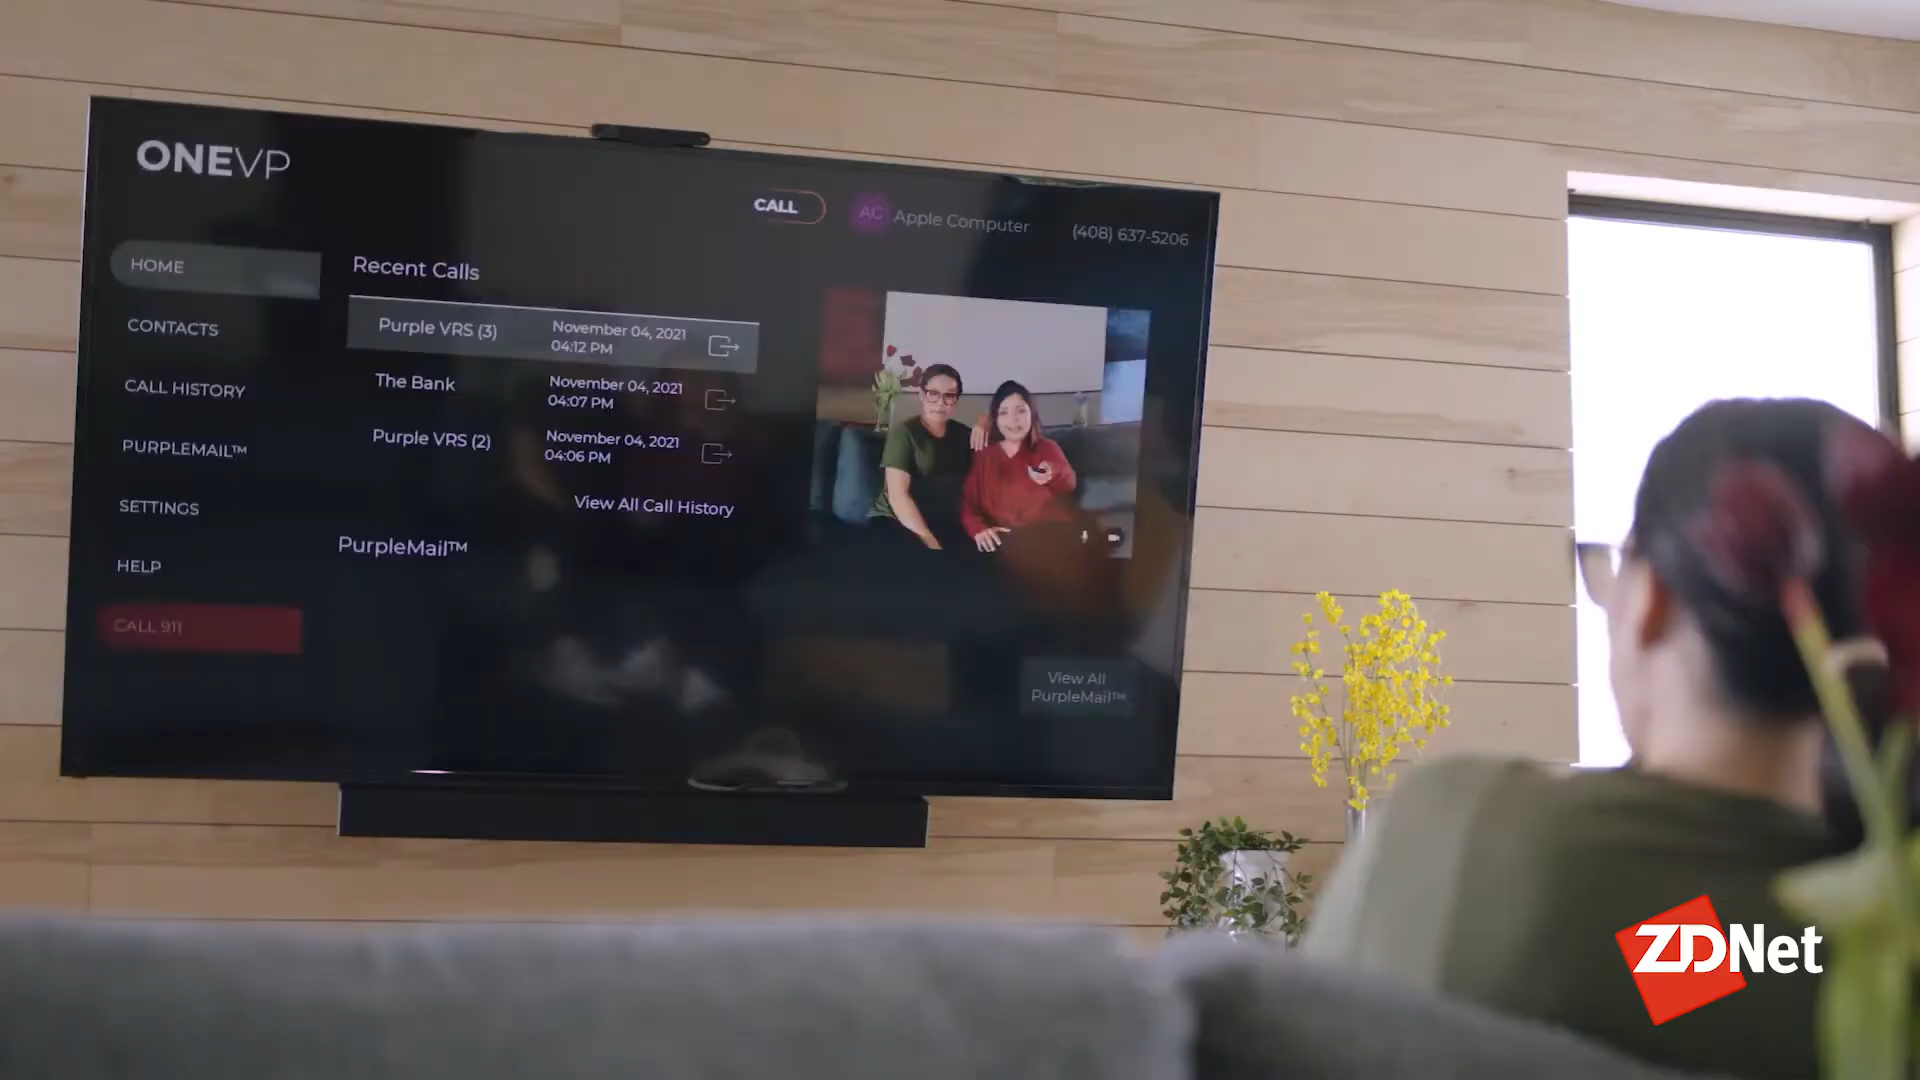 ONEVP
CALL
AC Apple Computer
(408) 637-5206
HOME
CONTACTS
CALL HISTORY
PURPLEMAIL™
SETTINGS
HELP
CALL 911
Recent Calls
Purple VRS (3)
November 04, 2021
04:12 PM
The Bank
November 04, 2021
04:07 PM
Purple VRS (2)
November 04, 2021
04:06 PM
View All Call History
PurpleMail™
View All
PurpleMail™
ZDNet